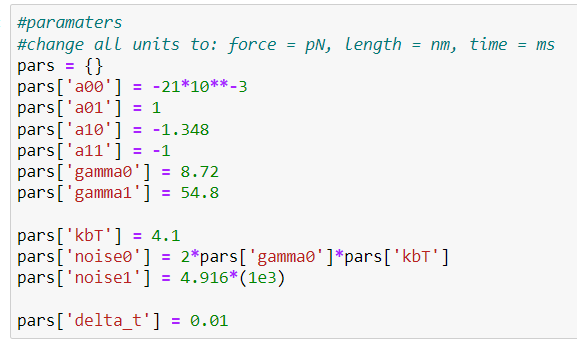 #paramaters
#change all units to: force = pN, length = nm, time = ms
pars = {}
pars['a00'] = -21*10**-3
pars['a01'] = 1
pars['a10'] = -1.348
pars['a11'] = -1
pars['gamma0'] = 8.72
pars['gamma1'] = 54.8
pars['kbT'] = 4.1
pars['noise0'] = 2*pars['gamma0']*pars['kbT']
pars['noise1'] = 4.916*(1e3)
pars['delta_t'] = 0.01